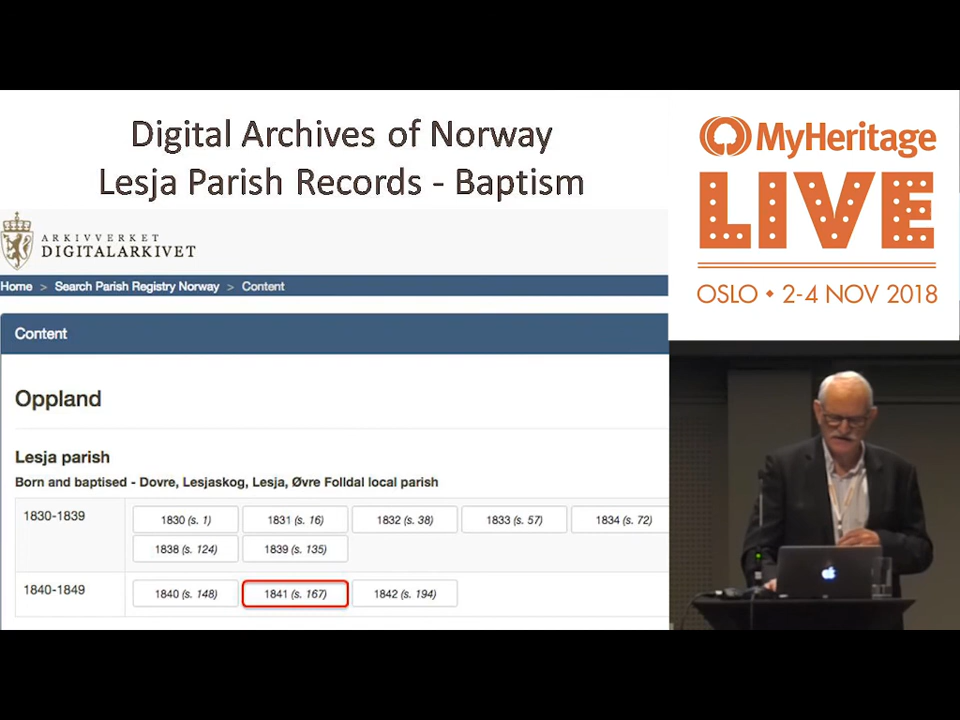 Digital Archives of Norway
Lesja Parish Records - Baptism
ARKIVVERKET
DIGITALARKIVET
Home > Search Parish Registry Norway > Content
Content
Oppland
Lesja parish
Born and baptised - Dovre, Lesjaskog, Lesja, Øvre Folldal local parish
1830-1839
1830 (s. 1)
1831 (s. 16)
1832 (s. 38)
1833 (s. 57)
1834 (s. 72)
1838 (s. 124)
1839 (s. 135)
1840-1849
1840 (s. 148)
1841 (s. 167)
1842 (s. 194)
MyHeritage
LIVE
OSLO • 2-4 NOV 2018